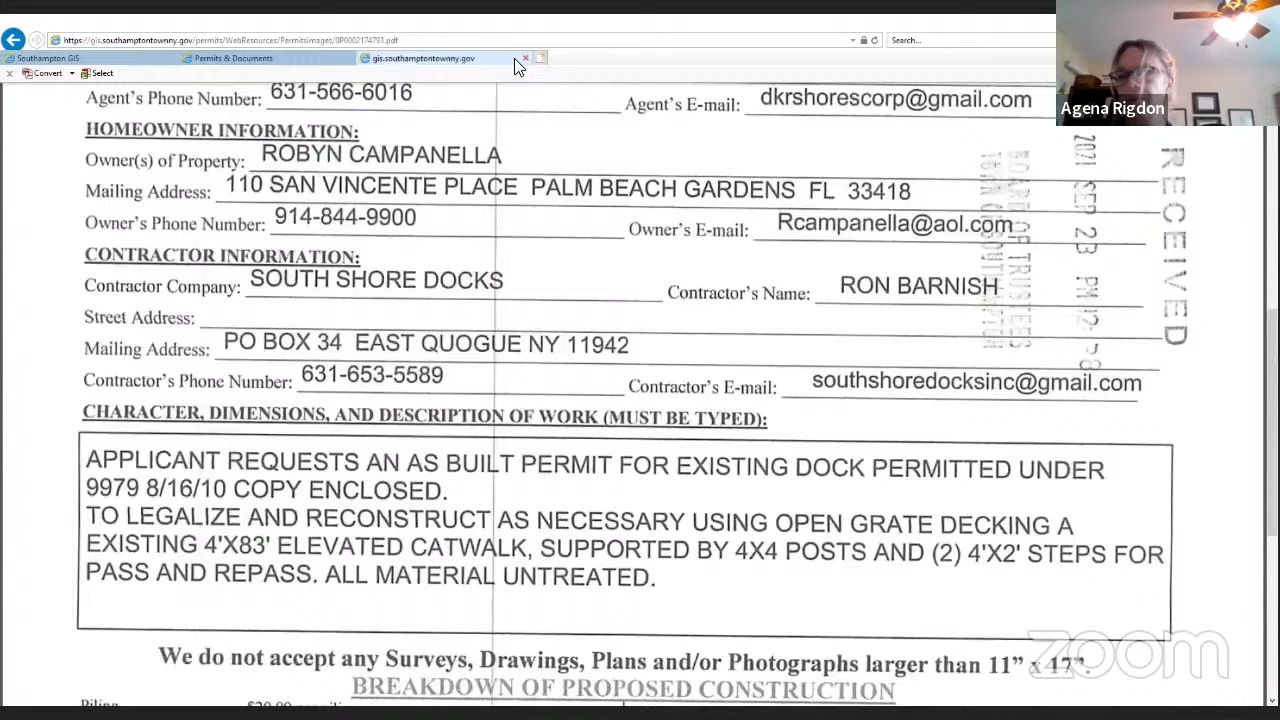 https://gis.southamptontownny.gov/permits/WebResources/PermitsImages/0P0002174793.pdf
Search...
Southampton GIS
Permits & Documents
gis.southamptontownny.gov
Convert
Select
Agena Rigdon
Agent's Phone Number: 631-566-6016 Agent's E-mail: dkrshorescorp@gmail.com
HOMEOWNER INFORMATION:
Owner(s) of Property: ROBYN CAMPANELLA
Mailing Address: 110 SAN VINCENTE PLACE PALM BEACH GARDENS FL 33418
Owner's Phone Number: 914-844-9900 Owner's E-mail: Rcampanella@aol.com
CONTRACTOR INFORMATION:
Contractor Company: SOUTH SHORE DOCKS Contractor's Name: RON BARNISH
Street Address:
Mailing Address: PO BOX 34 EAST QUOGUE NY 11942
Contractor's Phone Number: 631-653-5589 Contractor's E-mail: southshoredocksinc@gmail.com
RECEIVED
2021 SEP 23 PM 12:
BOARD OF TRUSTEES
CHARACTER, DIMENSIONS, AND DESCRIPTION OF WORK (MUST BE TYPED):
APPLICANT REQUESTS AN AS BUILT PERMIT FOR EXISTING DOCK PERMITTED UNDER
9979 8/16/10 COPY ENCLOSED.
TO LEGALIZE AND RECONSTRUCT AS NECESSARY USING OPEN GRATE DECKING A
EXISTING 4'X83' ELEVATED CATWALK, SUPPORTED BY 4X4 POSTS AND (2) 4'X2' STEPS FOR
PASS AND REPASS. ALL MATERIAL UNTREATED.
We do not accept any Surveys, Drawings, Plans and/or Photographs larger than 11" x 17".
BREAKDOWN OF PROPOSED CONSTRUCTION
zoom